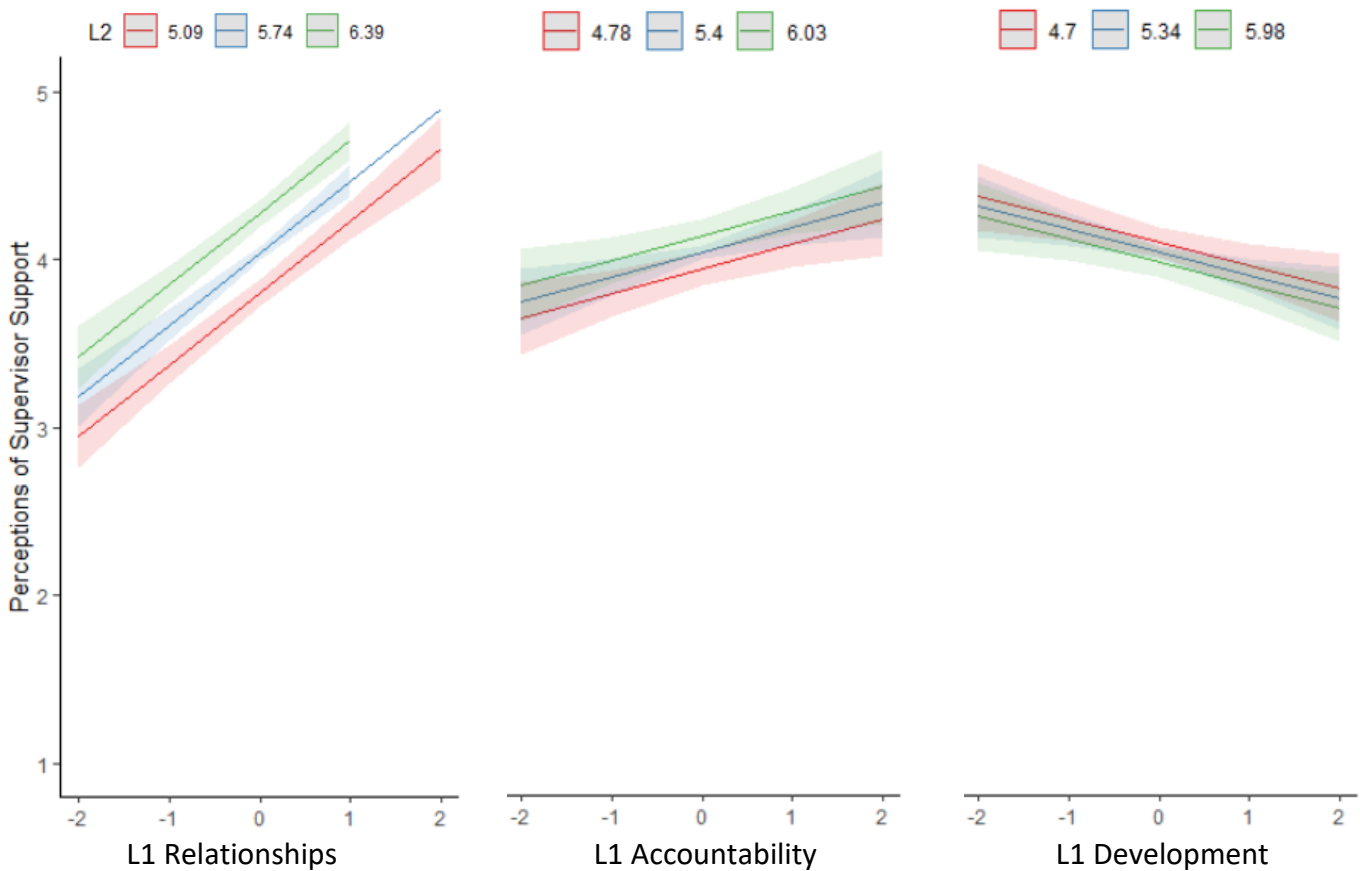 L2 5.09 5.74 6.39
4.78 5.4 6.03
4.7 5.34 5.98
Perceptions of Supervisor Support
5
4
3
2
1
-2 -1 0 1 2
-2 -1 0 1 2
-2 -1 0 1 2
L1 Relationships
L1 Accountability
L1 Development